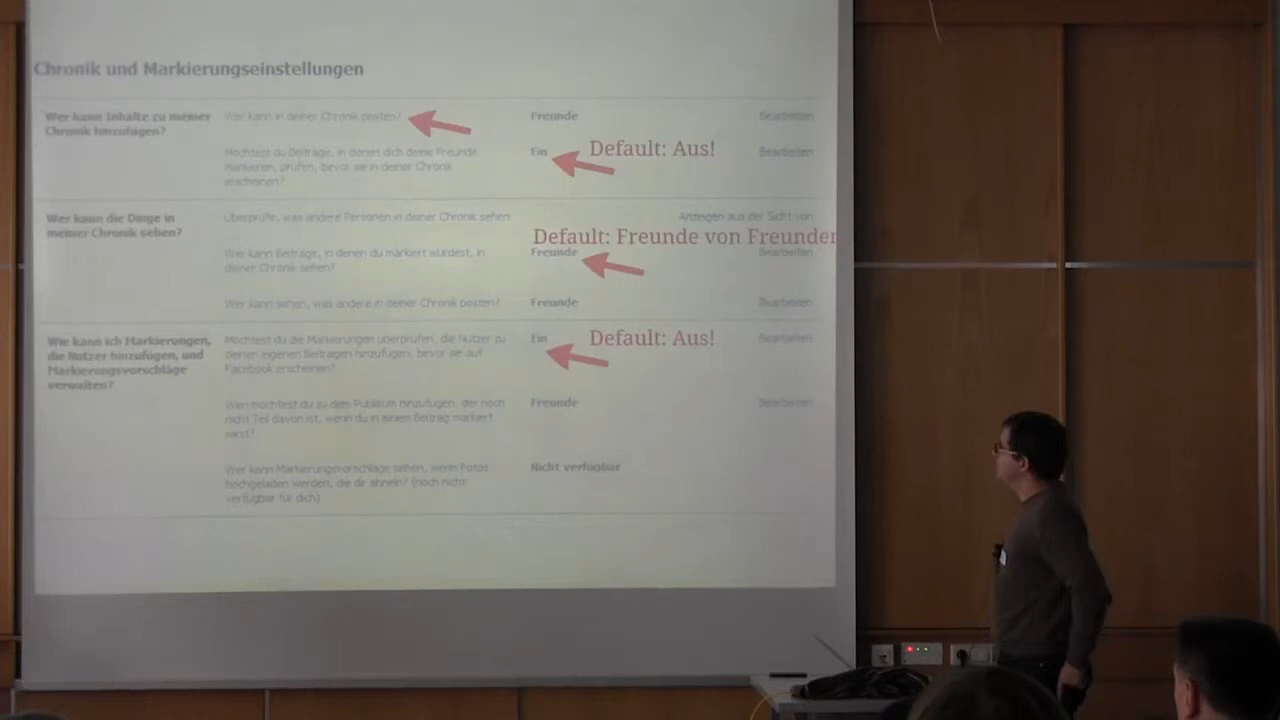 Chronik und Markierungseinstellungen
Wer kann Inhalte zu meiner
Chronik hinzufügen?
Wer kann in deiner Chronik posten?
Freunde
Bearbeiten
Möchtest du Beiträge, in denen dich deine Freunde
markieren, prüfen, bevor sie in deiner Chronik
erscheinen?
Ein
Default: Aus!
Bearbeiten
Wer kann die Dinge in
meiner Chronik sehen?
Überprüfe, was andere Personen in deiner Chronik sehen
Anzeigen aus der Sicht von
Default: Freunde von Freunden
Wer kann Beiträge, in denen du markiert wurdest, in
deiner Chronik sehen?
Freunde
Bearbeiten
Wer kann sehen, was andere in deiner Chronik posten?
Freunde
Bearbeiten
Wie kann ich Markierungen,
die Nutzer hinzufügen, und
Markierungsvorschläge
verwalten?
Möchtest du die Markierungen überprüfen, die Nutzer zu
deinen eigenen Beiträgen hinzufügen, bevor sie auf
Facebook erscheinen?
Ein
Default: Aus!
Bearbeiten
Wen möchtest du zu dem Publikum hinzufügen, der noch
nicht Teil davon ist, wenn du in einem Beitrag markiert
wirst?
Freunde
Bearbeiten
Wer kann Markierungsvorschläge sehen, wenn Fotos
hochgeladen werden, die dir ähneln? (noch nicht
verfügbar für dich)
Nicht verfügbar